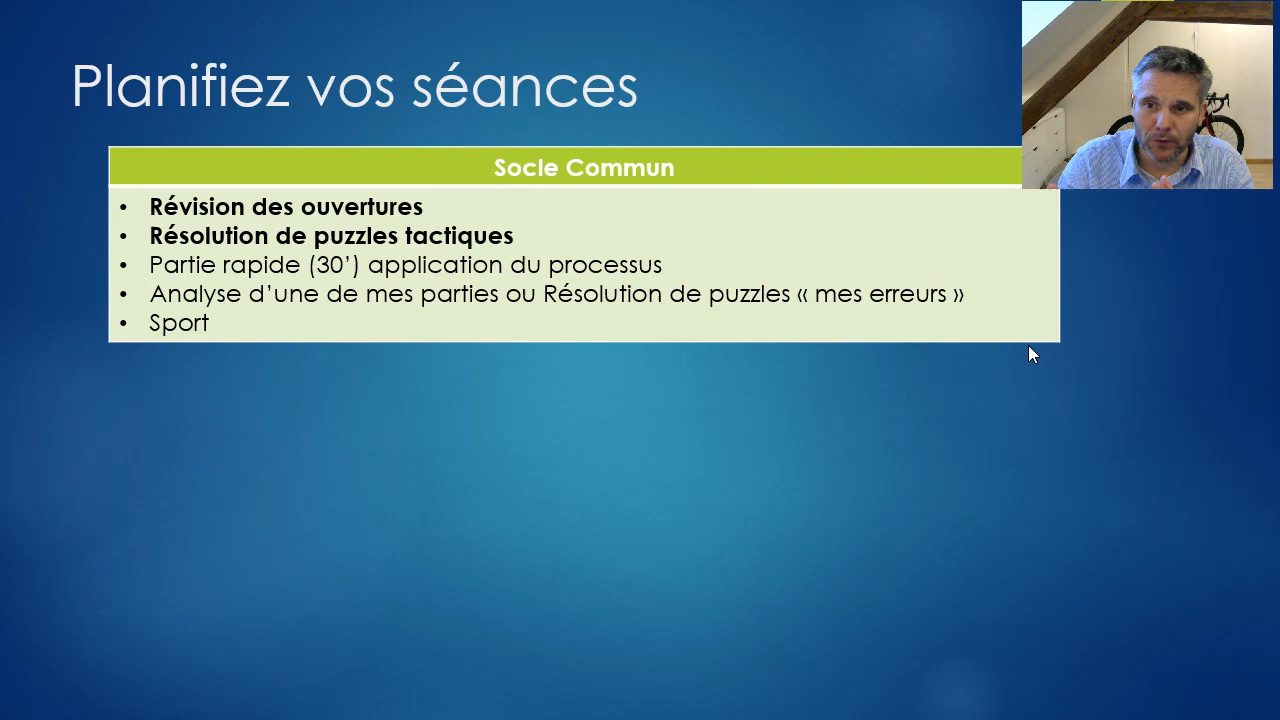 Planifiez vos séances
Socle Commun
• Révision des ouvertures
• Résolution de puzzles tactiques
• Partie rapide (30’) application du processus
• Analyse d’une de mes parties ou Résolution de puzzles « mes erreurs »
• Sport